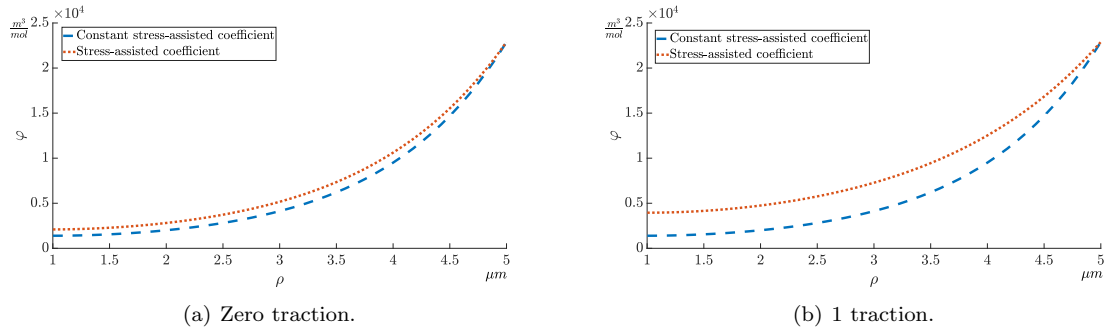 ×10⁴
m³/mol
2.5
Constant stress-assisted coefficient
Stress-assisted coefficient
2
1.5
φ
1
0.5
0
1 1.5 2 2.5 3 3.5 4 4.5 5
ρ
μm
(a) Zero traction.
×10⁴
m³/mol
2.5
Constant stress-assisted coefficient
Stress-assisted coefficient
2
1.5
φ
1
0.5
0
1 1.5 2 2.5 3 3.5 4 4.5 5
ρ
μm
(b) 1 traction.